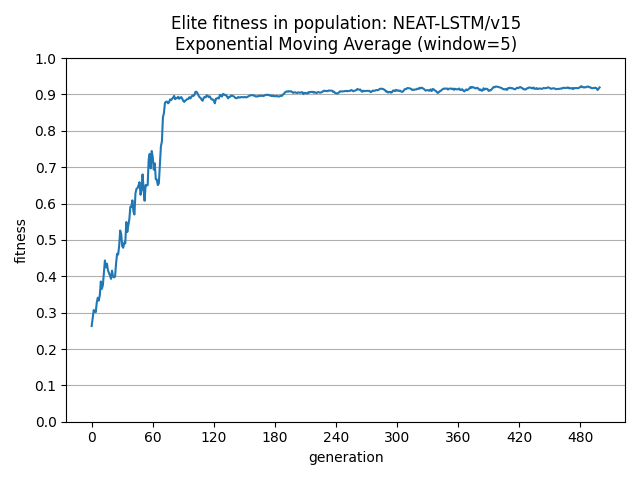 Elite fitness in population: NEAT-LSTM/v15
Exponential Moving Average (window=5)
1.0
0.9
0.8
0.7
0.6
0.5
0.4
0.3
0.2
0.1
0.0
fitness
0 60 120 180 240 300 360 420 480
generation